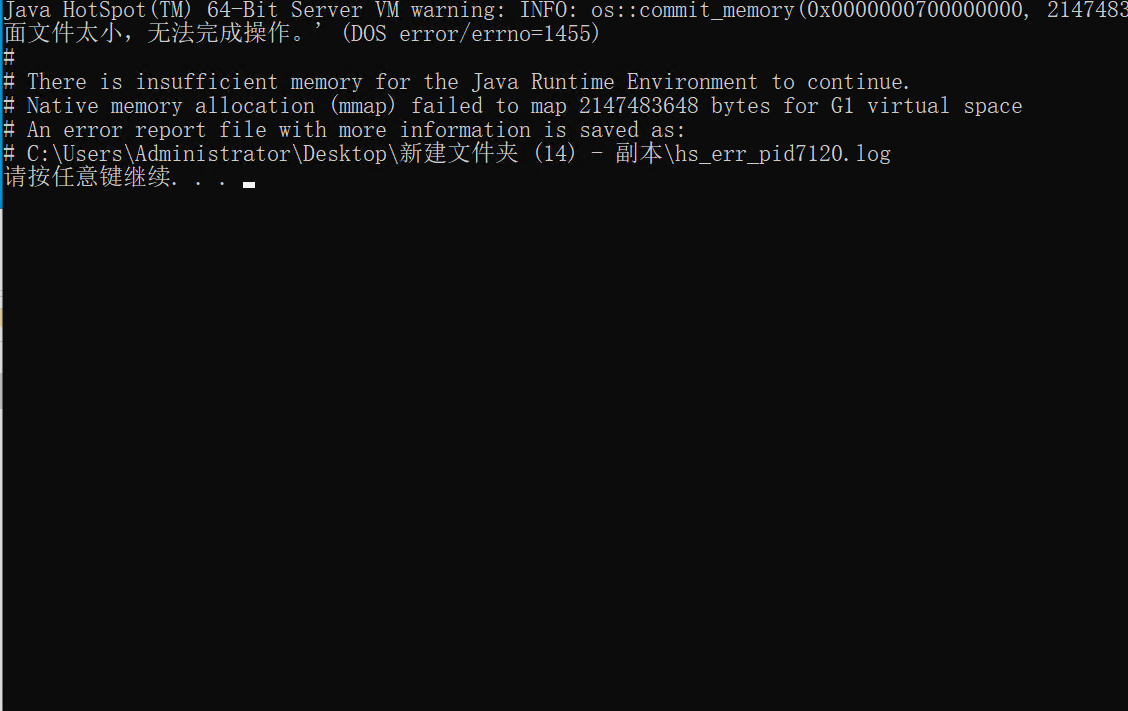 Java HotSpot(TM) 64-Bit Server VM warning: INFO: os::commit_memory(0x0000000700000000, 2147483
面文件太小，无法完成操作。’ (DOS error/errno=1455)
#
# There is insufficient memory for the Java Runtime Environment to continue.
# Native memory allocation (mmap) failed to map 2147483648 bytes for G1 virtual space
# An error report file with more information is saved as:
# C:\Users\Administrator\Desktop\新建文件夹 (14) - 副本\hs_err_pid7120.log
请按任意键继续. . .